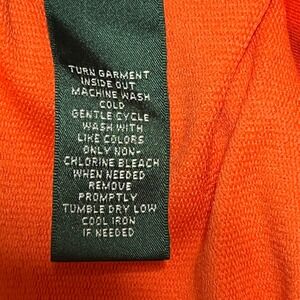 TURN GARMENT
INSIDE OUT
MACHINE WASH
COLD
GENTLE CYCLE
WASH WITH
LIKE COLORS
ONLY NON-
CHLORINE BLEACH
WHEN NEEDED
REMOVE
PROMPTLY
TUMBLE DRY LOW
COOL IRON
IF NEEDED